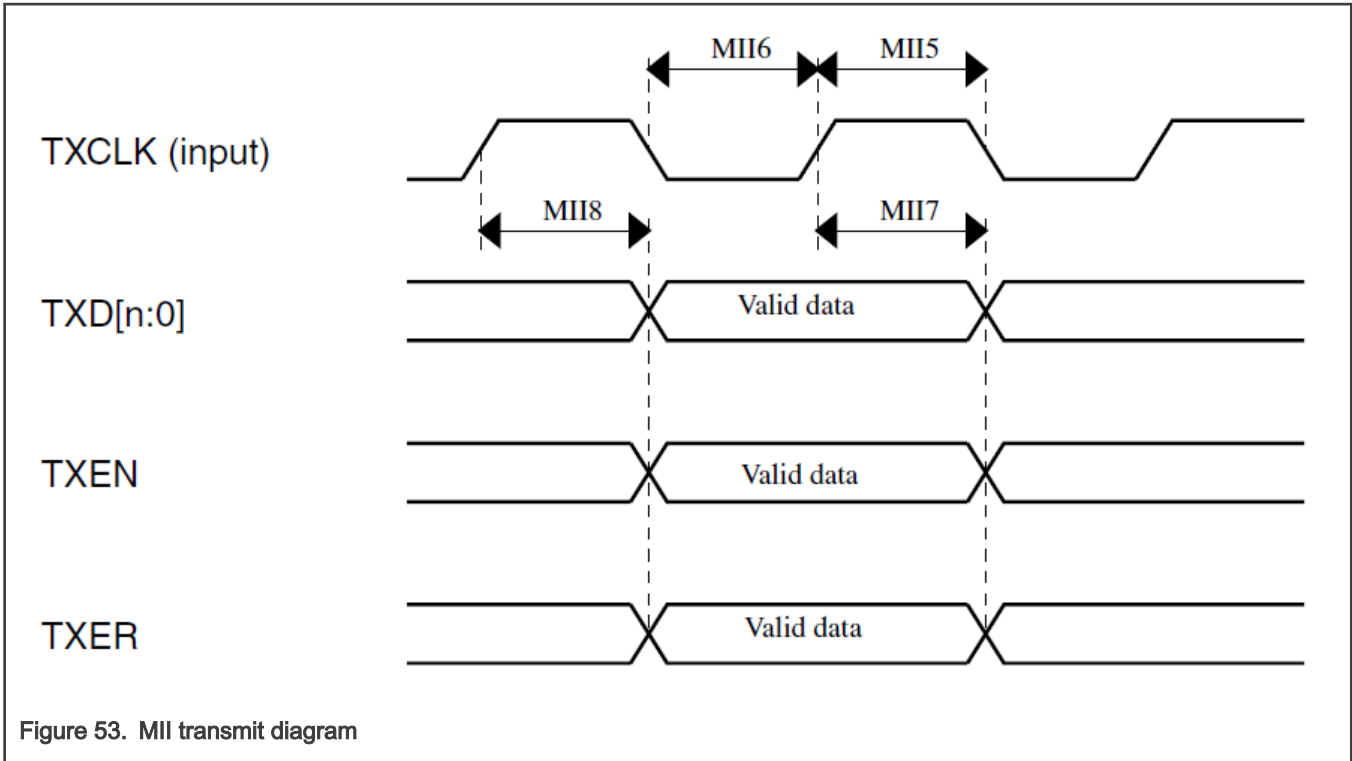 MII6 MII5
TXCLK (input)
MII8 MII7
TXD[n:0] Valid data
TXEN Valid data
TXER Valid data
Figure 53. MII transmit diagram